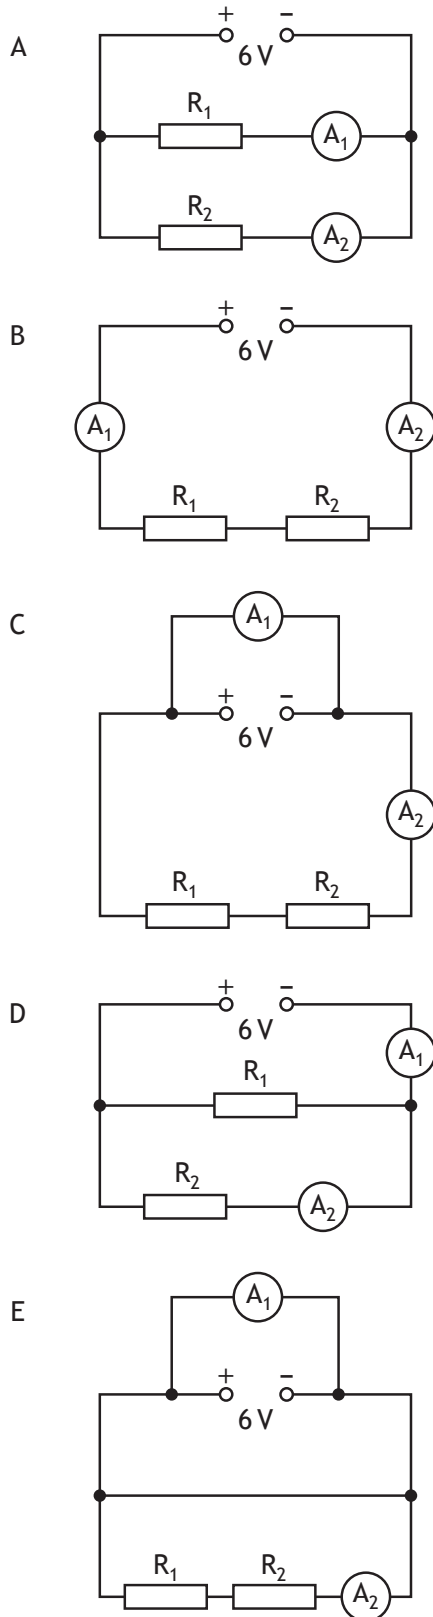 A
+ −
6 V
R₁
A₁
R₂
A₂
B
+ −
6 V
A₁ A₂
R₁ R₂
C
A₁
+ −
6 V
A₂
R₁ R₂
D
+ −
6 V
A₁
R₁
R₂
A₂
E
A₁
+ −
6 V
R₁ R₂
A₂